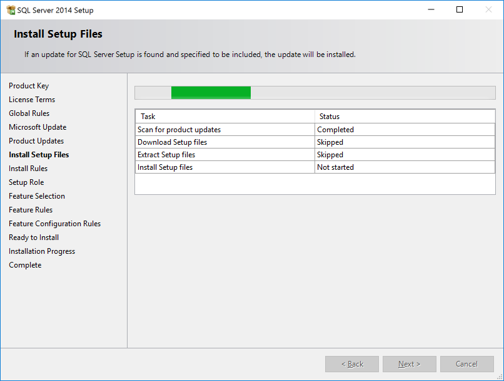 SQL Server 2014 Setup
Install Setup Files
If an update for SQL Server Setup is found and specified to be included, the update will be installed.
Product Key
License Terms
Global Rules
Microsoft Update
Product Updates
Install Setup Files
Install Rules
Setup Role
Feature Selection
Feature Rules
Feature Configuration Rules
Ready to Install
Installation Progress
Complete
Task Status
Scan for product updates Completed
Download Setup files Skipped
Extract Setup files Skipped
Install Setup files Not started
< Back Next > Cancel